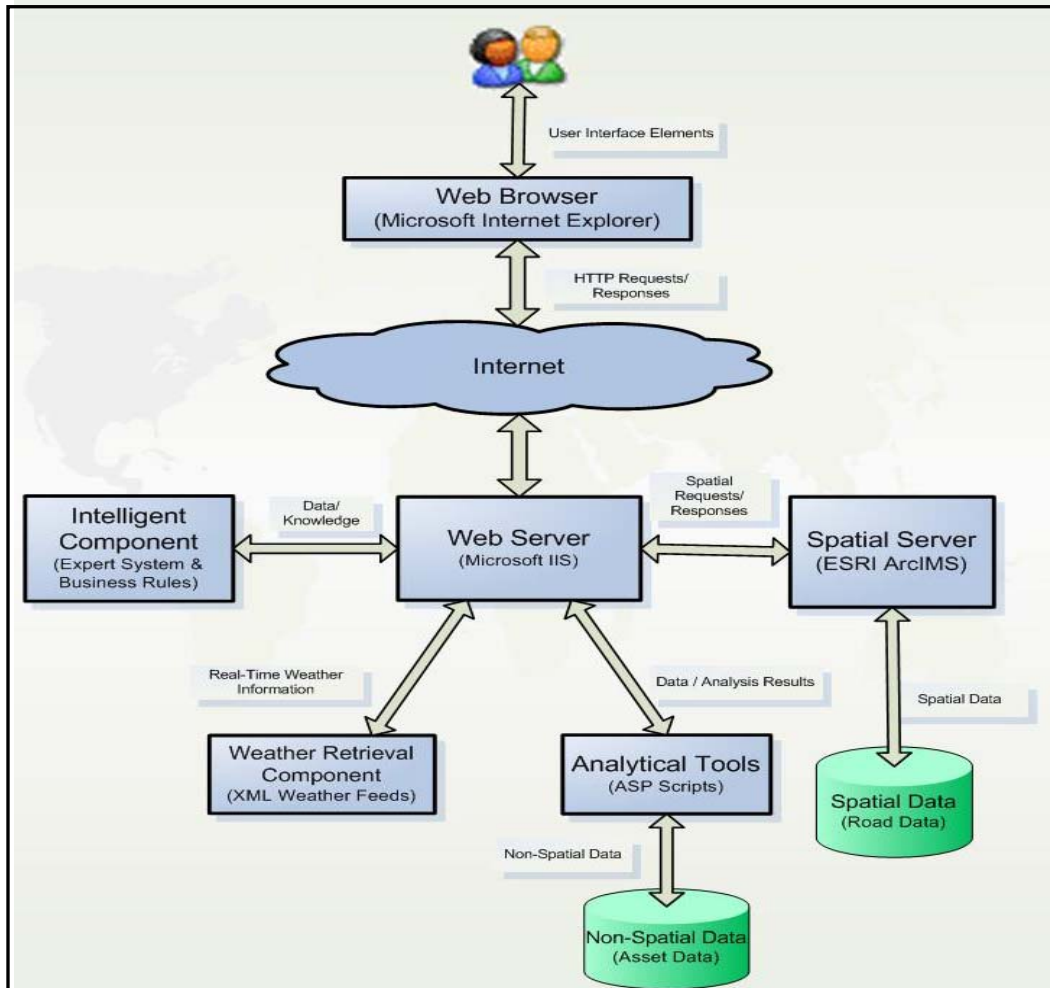 User Interface Elements
Web Browser
(Microsoft Internet Explorer)
HTTP Requests/
Responses
Internet
Spatial
Requests/
Responses
Data/
Knowledge
Intelligent
Component
(Expert System &
Business Rules)
Web Server
(Microsoft IIS)
Spatial Server
(ESRI ArcIMS)
Real-Time Weather
Information
Data / Analysis Results
Spatial Data
Weather Retrieval
Component
(XML Weather Feeds)
Analytical Tools
(ASP Scripts)
Spatial Data
(Road Data)
Non-Spatial Data
Non-Spatial Data
(Asset Data)